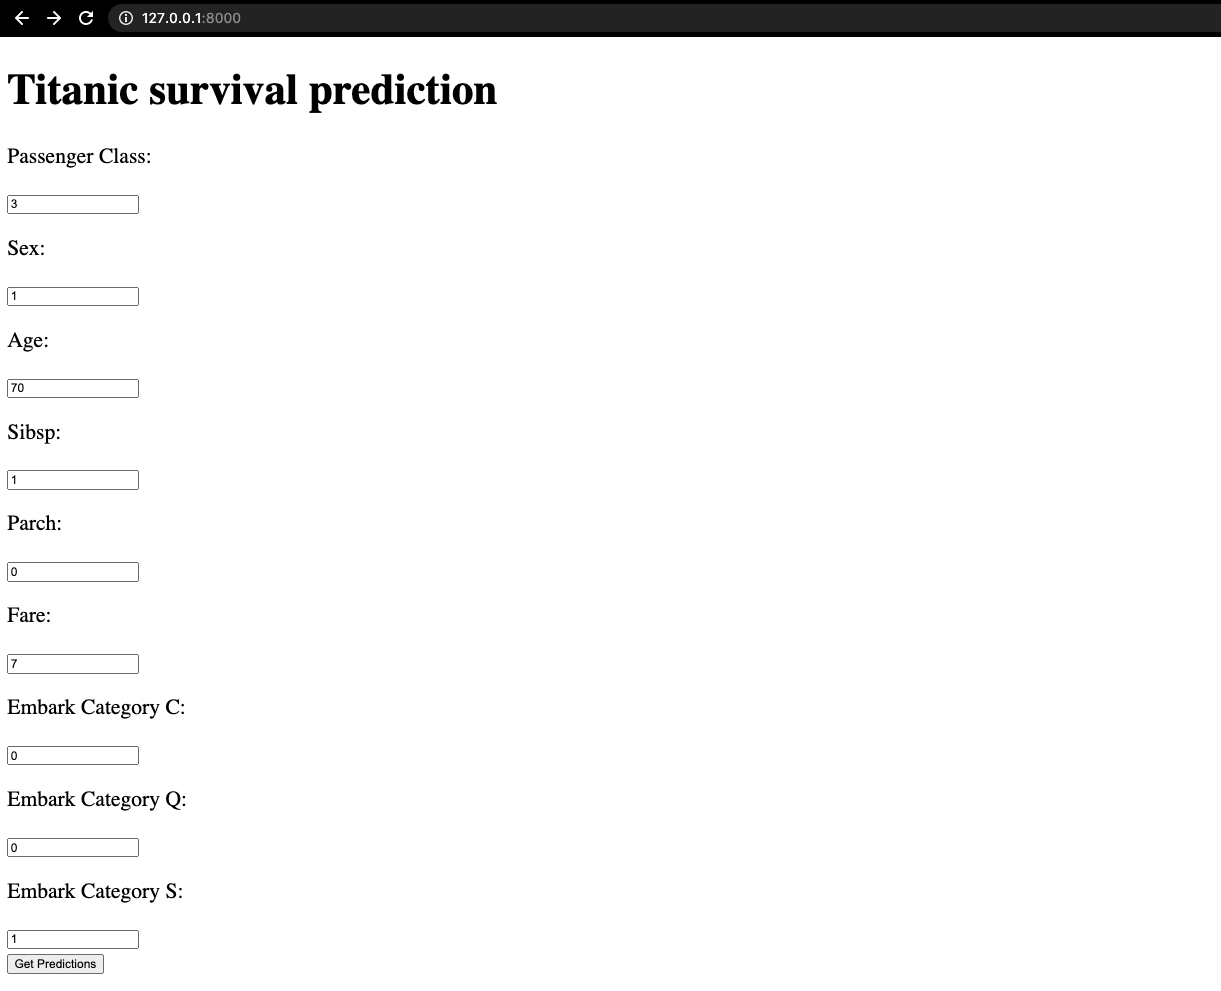 127.0.0.1:8000
Titanic survival prediction
Passenger Class:
3
Sex:
1
Age:
70
Sibsp:
1
Parch:
0
Fare:
7
Embark Category C:
0
Embark Category Q:
0
Embark Category S:
1
Get Predictions